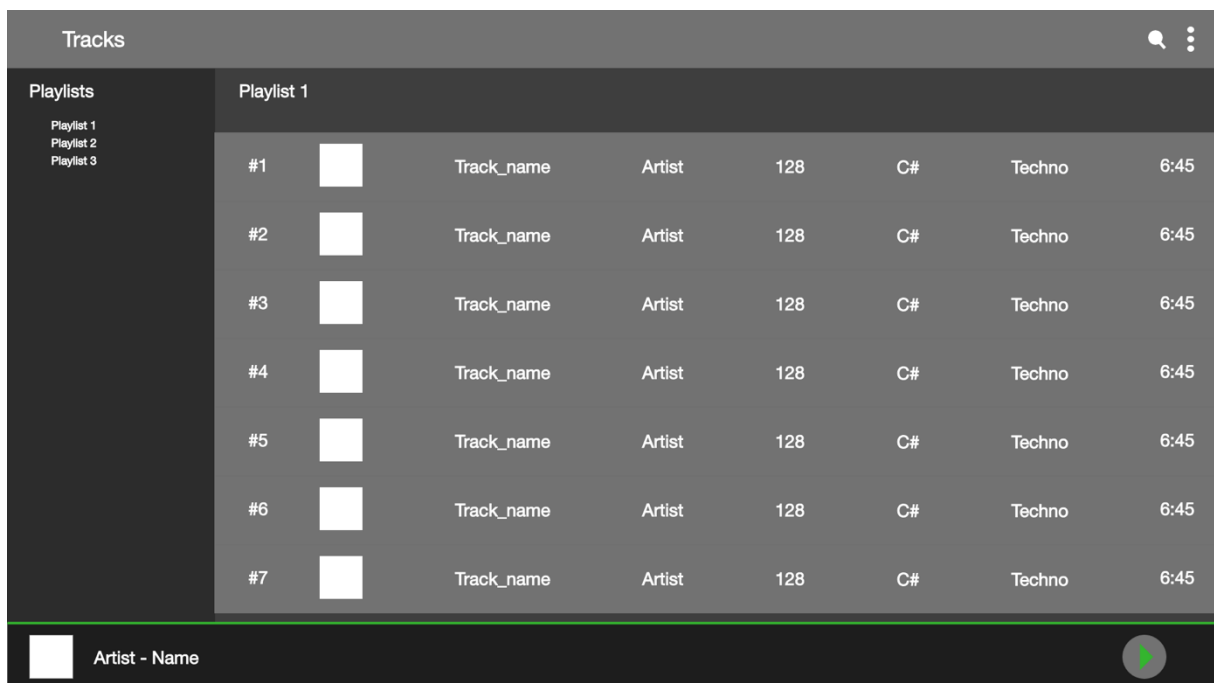 Tracks
Playlists
Playlist 1
Playlist 2
Playlist 3
Playlist 1
#1 Track_name Artist 128 C# Techno 6:45
#2 Track_name Artist 128 C# Techno 6:45
#3 Track_name Artist 128 C# Techno 6:45
#4 Track_name Artist 128 C# Techno 6:45
#5 Track_name Artist 128 C# Techno 6:45
#6 Track_name Artist 128 C# Techno 6:45
#7 Track_name Artist 128 C# Techno 6:45
Artist - Name